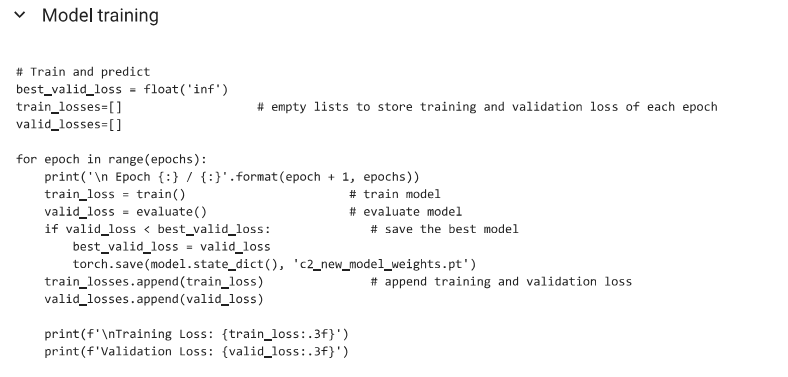 Model training
# Train and predict
best_valid_loss = float('inf')
train_losses=[]                   # empty lists to store training and validation loss of each epoch
valid_losses=[]

for epoch in range(epochs):
    print('\n Epoch {:} / {:}'.format(epoch + 1, epochs))
    train_loss = train()                       # train model
    valid_loss = evaluate()                    # evaluate model
    if valid_loss < best_valid_loss:              # save the best model
        best_valid_loss = valid_loss
        torch.save(model.state_dict(), 'c2_new_model_weights.pt')
    train_losses.append(train_loss)               # append training and validation loss
    valid_losses.append(valid_loss)

    print(f'\nTraining Loss: {train_loss:.3f}')
    print(f'Validation Loss: {valid_loss:.3f}')